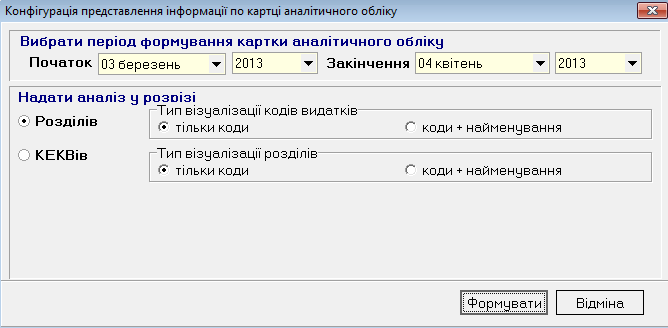 Конфігурація представлення інформації по картці аналітичного обліку
Вибрати період формування картки аналітичного обліку
Початок 03 березень 2013 Закінчення 04 квітень 2013
Надати аналіз у розрізі
Тип візуалізації кодів видатків
Розділів тільки коди коди + найменування
Тип візуалізації розділів
КЕКВів тільки коди коди + найменування
Формувати Відміна